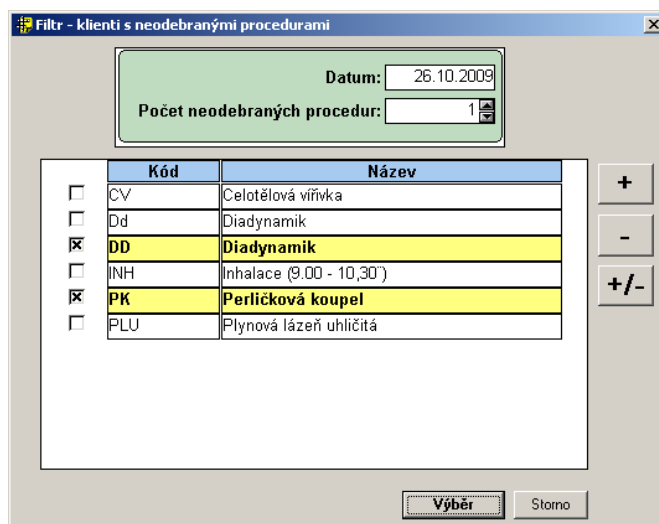 Filtr - klienti s neodebranými procedurami
Datum: 26.10.2009
Počet neodebraných procedur: 1
Kód Název
CV Celotělová vířivka
Dd Diadynamik
DD Diadynamik
INH Inhalace (9.00 - 10,30¨)
PK Perličková koupel
PLU Plynová lázeň uhličitá
+
-
+/-
Výběr Storno